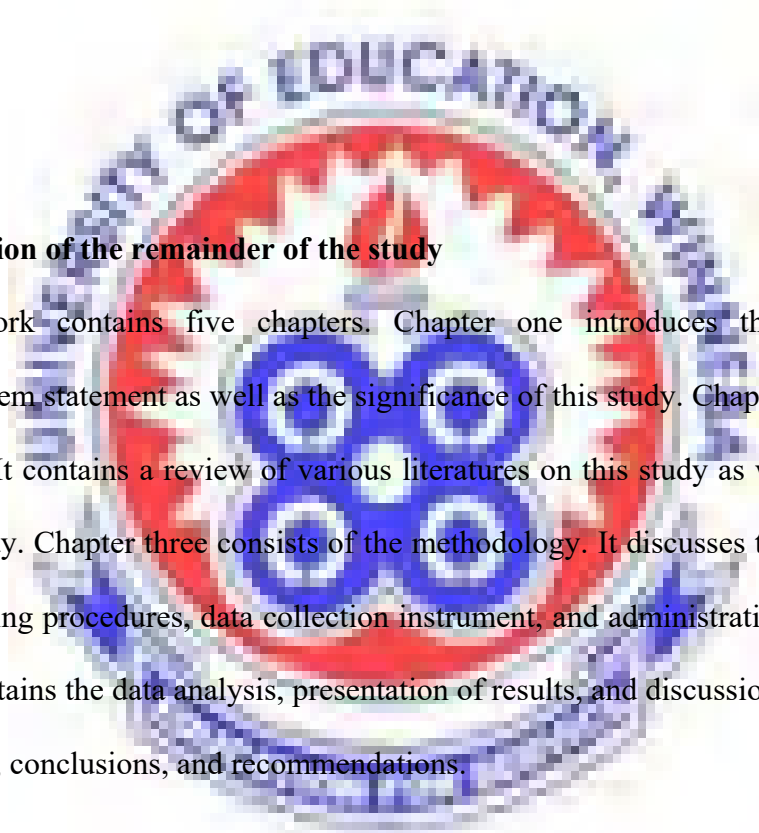 UNIVERSITY OF EDUCATION, WINNEBA
ion of the remainder of the study
ork contains five chapters. Chapter one introduces th
em statement as well as the significance of this study. Chap
It contains a review of various literatures on this study as v
y. Chapter three consists of the methodology. It discusses t
ing procedures, data collection instrument, and administrati
tains the data analysis, presentation of results, and discussio
conclusions, and recommendations.